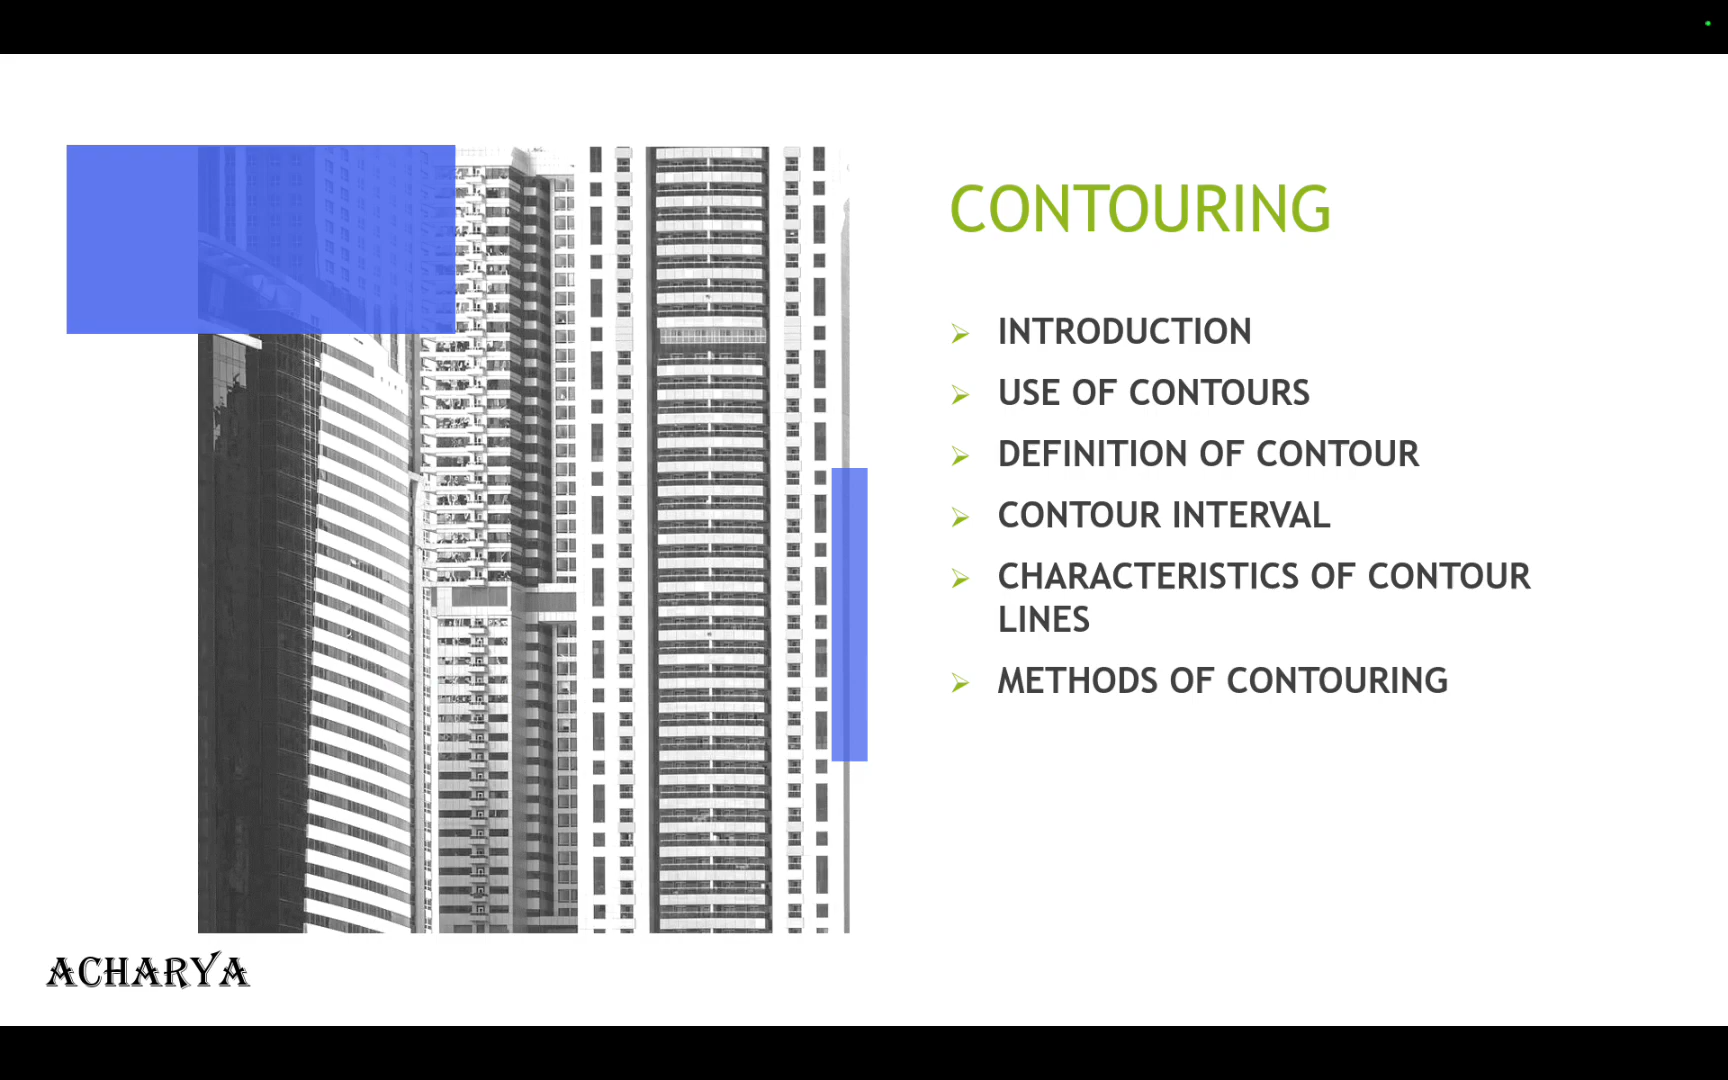 CONTOURING
INTRODUCTION
USE OF CONTOURS
DEFINITION OF CONTOUR
CONTOUR INTERVAL
CHARACTERISTICS OF CONTOUR
LINES
METHODS OF CONTOURING
ACHARYA